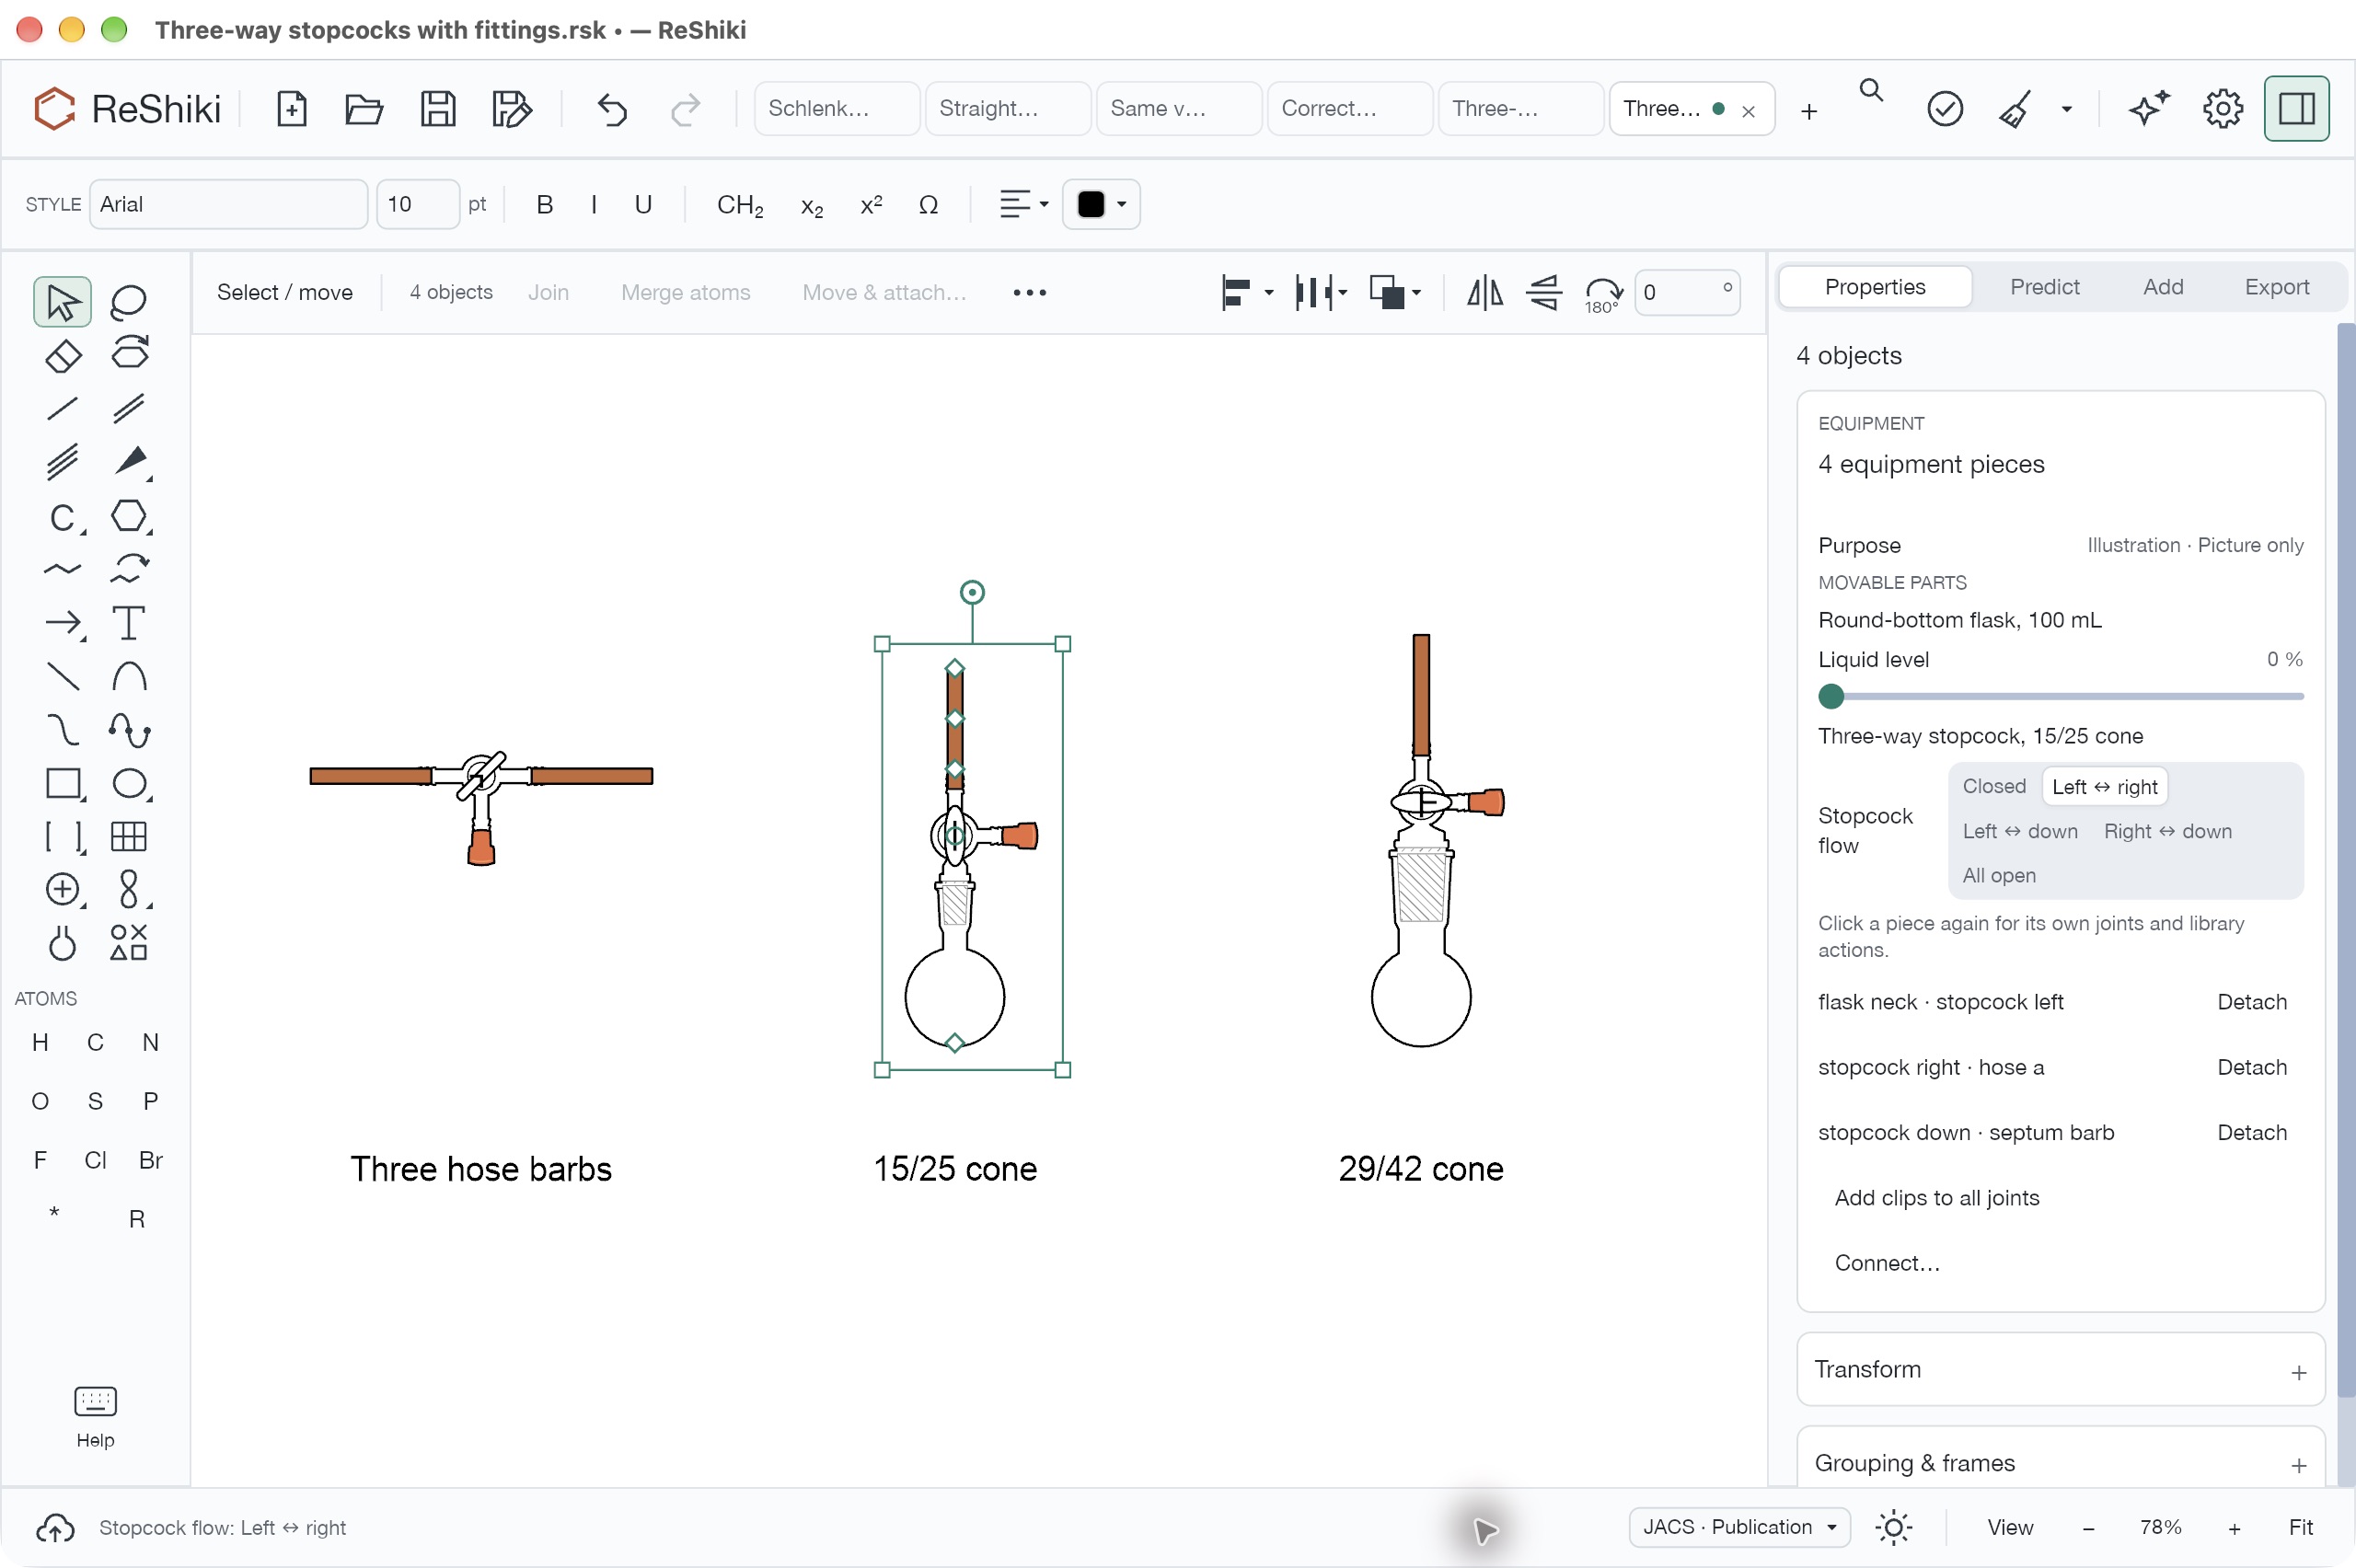 Three-way stopcocks with fittings.rsk • — ReShiki
ReShiki
Schlenk...
Straight...
Same v...
Correct...
Three-...
Three...
STYLE
Arial
10
pt
B
I
U
CH₂
x₂
x²
Ω
Select / move
4 objects
Join
Merge atoms
Move & attach...
180°
0 °
Properties
Predict
Add
Export
4 objects
EQUIPMENT
4 equipment pieces
Purpose
Illustration · Picture only
MOVABLE PARTS
Round-bottom flask, 100 mL
Liquid level
0 %
Three-way stopcock, 15/25 cone
Stopcock flow
Closed
Left ↔ right
Left ↔ down
Right ↔ down
All open
Click a piece again for its own joints and library
actions.
flask neck · stopcock left
Detach
stopcock right · hose a
Detach
stopcock down · septum barb
Detach
Add clips to all joints
Connect...
Transform
Grouping & frames
C
T
ATOMS
H C N
O S P
F Cl Br
* R
Help
Three hose barbs
15/25 cone
29/42 cone
Stopcock flow: Left ↔ right
JACS · Publication
View
−
78%
+
Fit